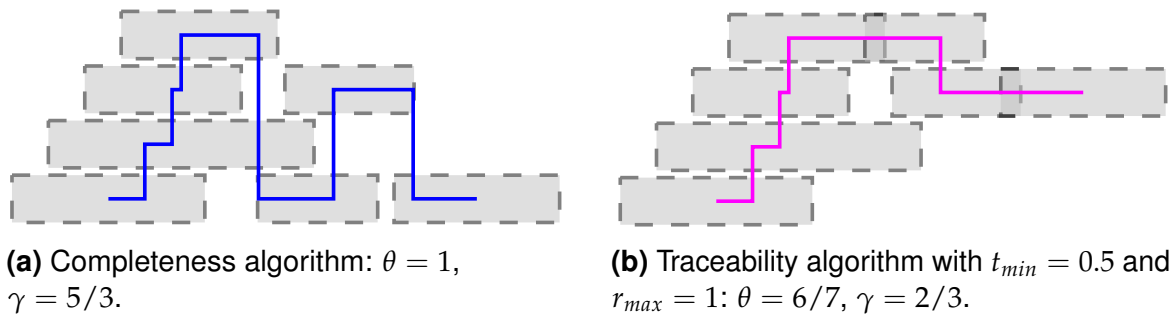 (a) Completeness algorithm: θ = 1,
γ = 5/3.
(b) Traceability algorithm with t_min = 0.5 and
r_max = 1: θ = 6/7, γ = 2/3.